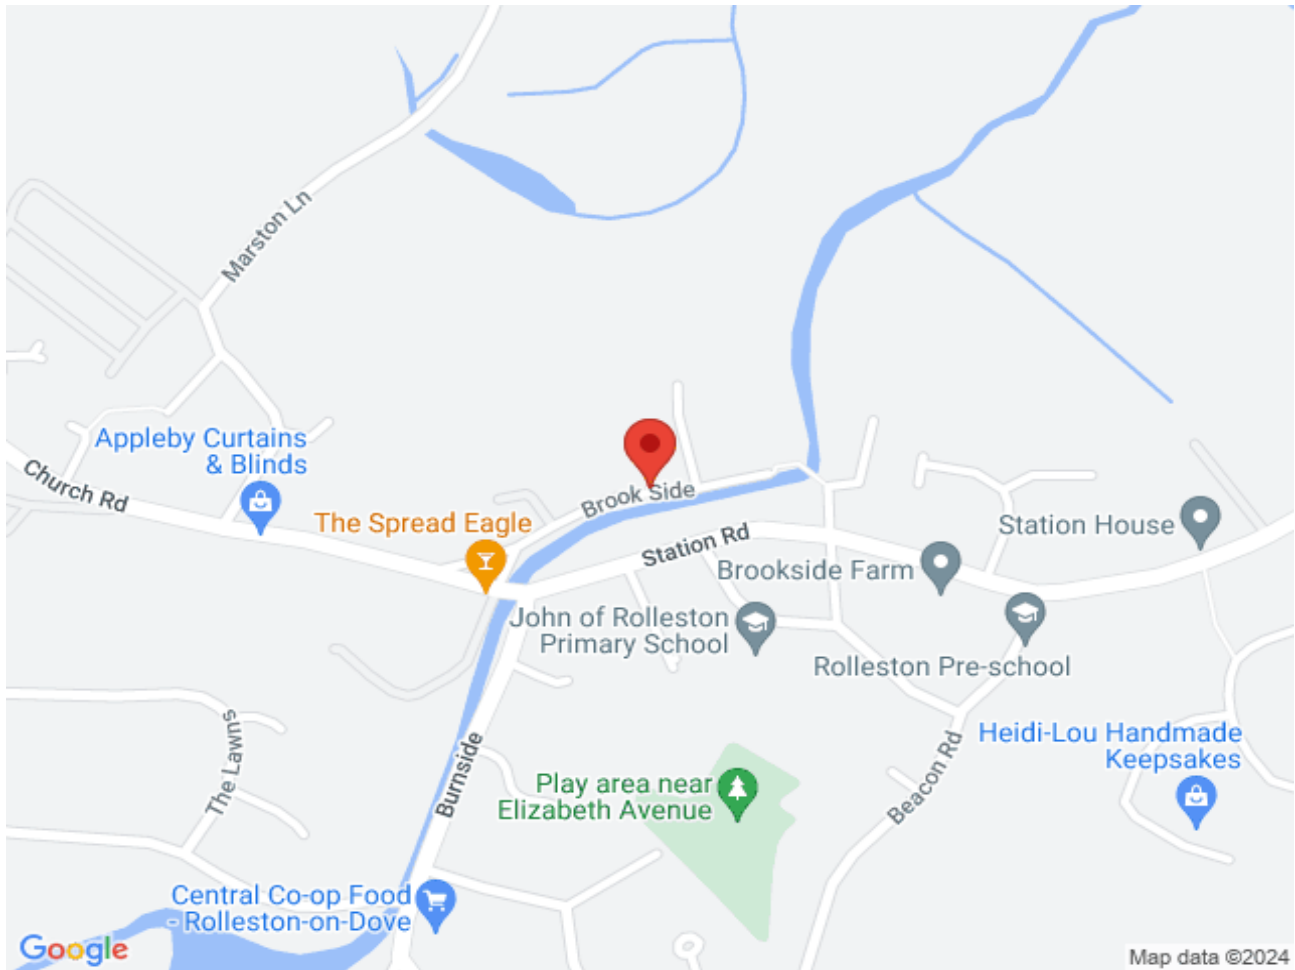 Marston Ln
Appleby Curtains
& Blinds
Church Rd
The Spread Eagle
Brook Side
Station Rd
Station House
Brookside Farm
John of Rolleston
Primary School
Rolleston Pre-school
The Lawns
Burnside
Play area near
Elizabeth Avenue
Beacon Rd
Heidi-Lou Handmade
Keepsakes
Central Co-op Food
- Rolleston-on-Dove
Google
Map data ©2024